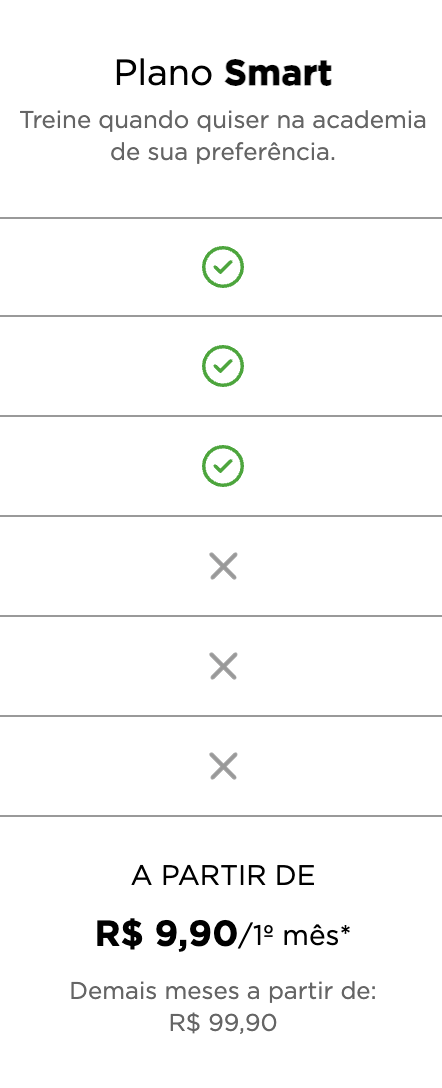 Plano Smart
Treine quando quiser na academia
de sua preferência.
A PARTIR DE
R$ 9,90/1º mês*
Demais meses a partir de:
R$ 99,90